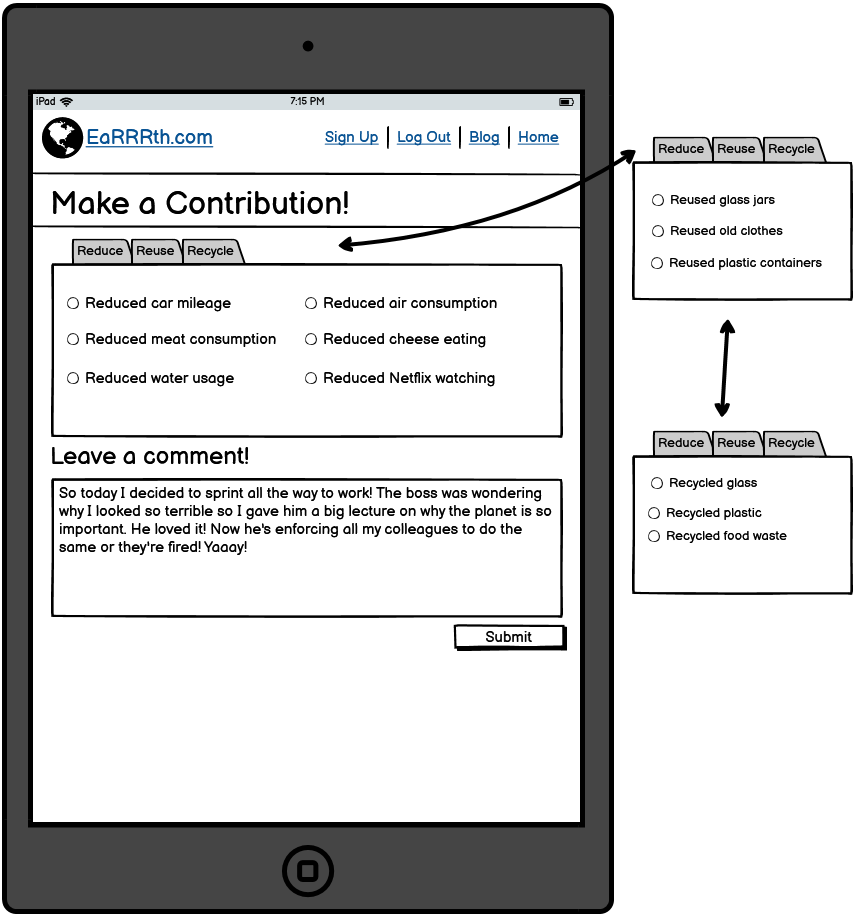 iPad 7:15 PM
EaRRRth.com Sign Up Log Out Blog Home
Make a Contribution!
Reduce Reuse Recycle
Reduced car mileage Reduced air consumption
Reduced meat consumption Reduced cheese eating
Reduced water usage Reduced Netflix watching
Leave a comment!
So today I decided to sprint all the way to work! The boss was wondering
why I looked so terrible so I gave him a big lecture on why the planet is so
important. He loved it! Now he's enforcing all my colleagues to do the
same or they're fired! Yaaay!
Submit
Reduce Reuse Recycle
Reused glass jars
Reused old clothes
Reused plastic containers
Reduce Reuse Recycle
Recycled glass
Recycled plastic
Recycled food waste